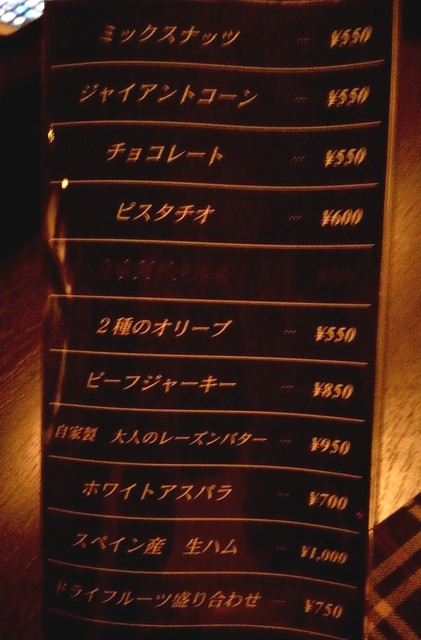 ミックスナッツ … ¥550
ジャイアントコーン … ¥550
チョコレート … ¥550
ピスタチオ … ¥600
2種のオリーブ … ¥550
ビーフジャーキー … ¥850
自家製 大人のレーズンバター … ¥950
ホワイトアスパラ … ¥700
スペイン産 生ハム … ¥1,000
ドライフルーツ盛り合わせ … ¥750